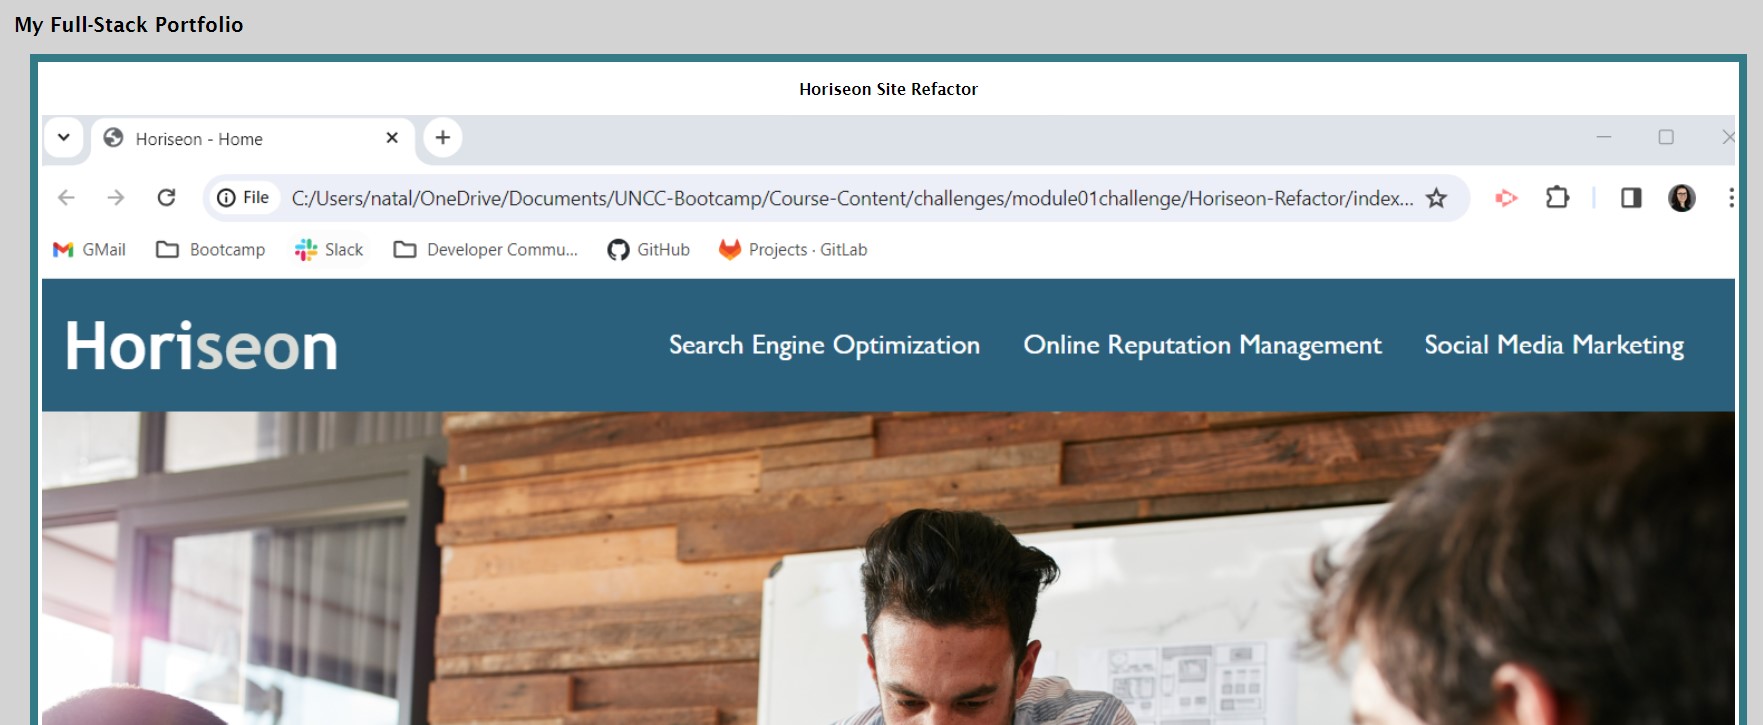 My Full-Stack Portfolio
Horiseon Site Refactor
Horiseon - Home
File C:/Users/natal/OneDrive/Documents/UNCC-Bootcamp/Course-Content/challenges/module01challenge/Horiseon-Refactor/index...
GMail Bootcamp Slack Developer Commu... GitHub Projects · GitLab
Horiseon Search Engine Optimization Online Reputation Management Social Media Marketing